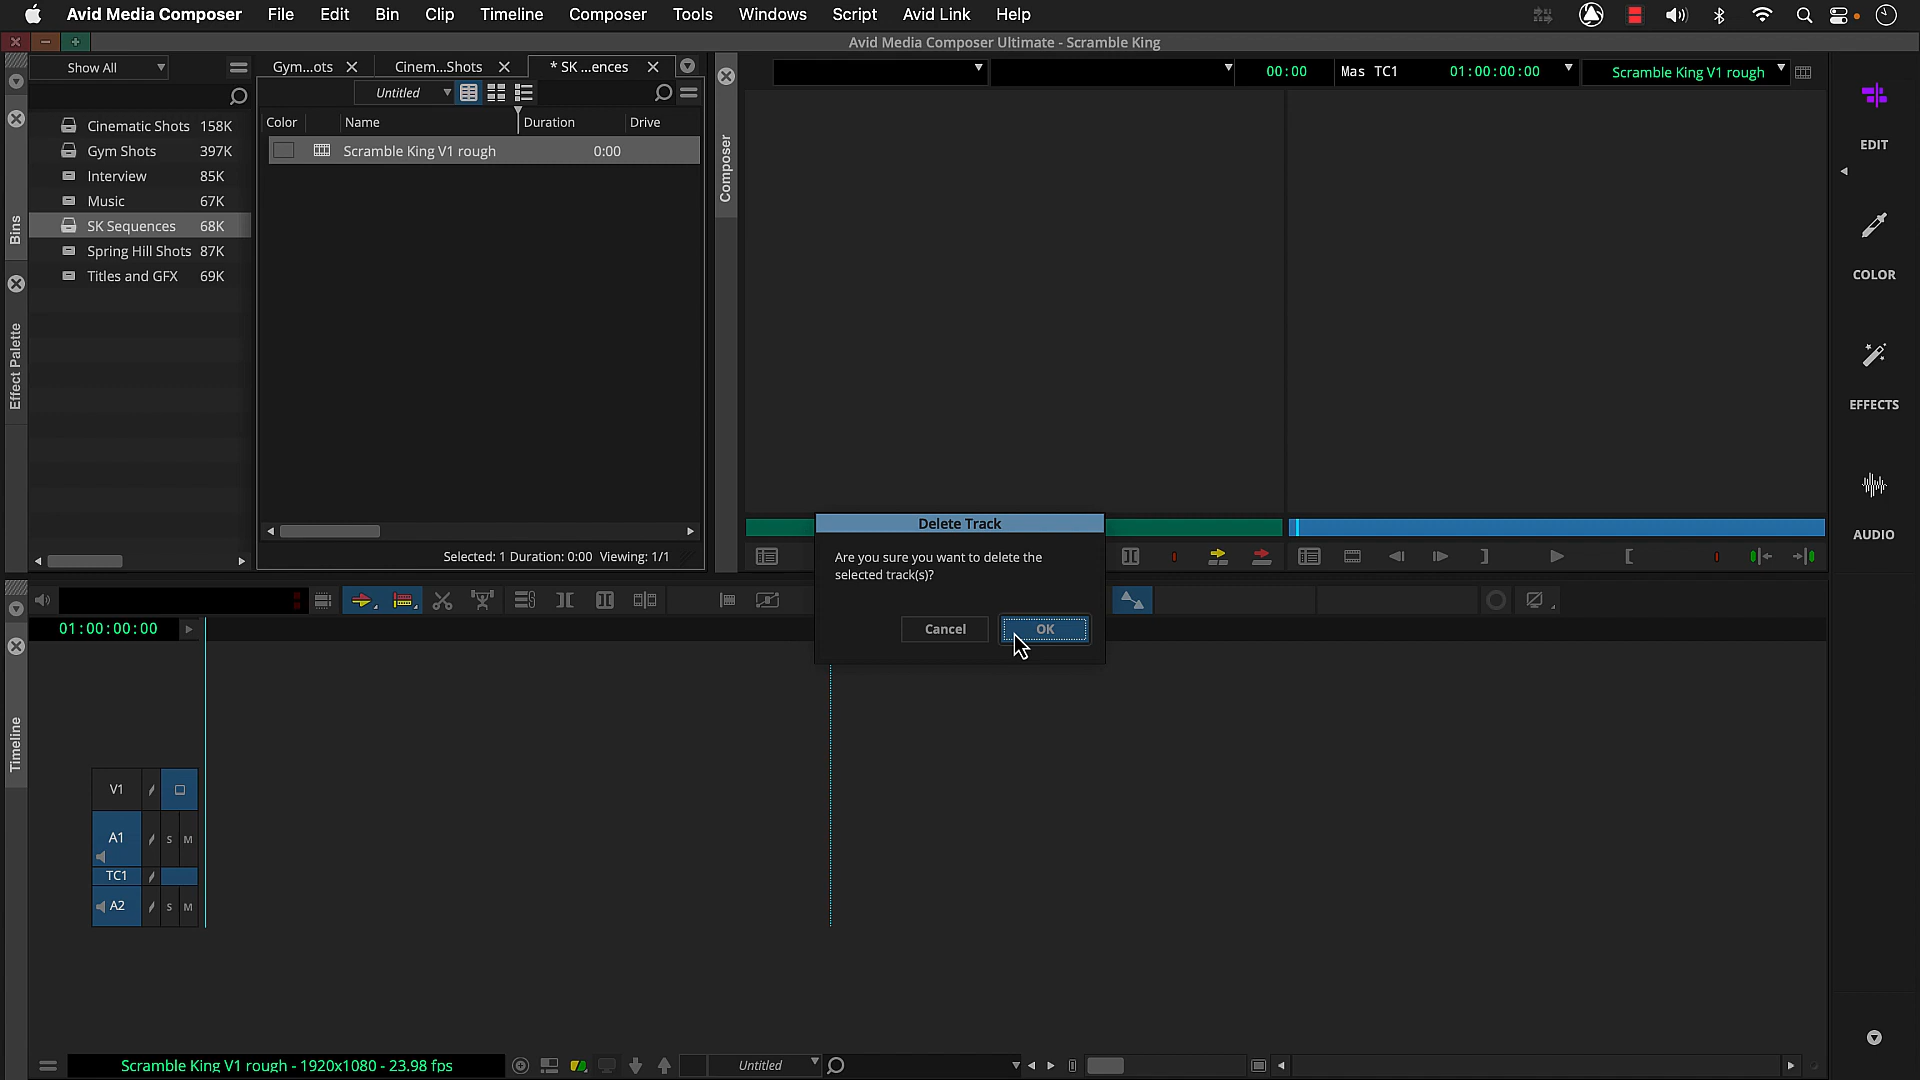 Avid Media Composer File Edit Bin Clip Timeline Composer Tools Windows Script Avid Link Help
Avid Media Composer Ultimate - Scramble King
Show All
Gym...ots
Cinem...Shots
* SK ...ences
00:00
Mas TC1
01:00:00:00
Scramble King V1 rough
Untitled
Color
Name
Duration
Drive
Scramble King V1 rough
0:00
Cinematic Shots 158K
Gym Shots 397K
Interview 85K
Music 67K
SK Sequences 68K
Spring Hill Shots 87K
Titles and GFX 69K
Bins
Effect Palette
Composer
EDIT
COLOR
EFFECTS
AUDIO
Selected: 1 Duration: 0:00 Viewing: 1/1
Delete Track
Are you sure you want to delete the
selected track(s)?
Cancel
OK
01:00:00:00
Timeline
V1
A1 S M
TC1
A2 S M
Scramble King V1 rough - 1920x1080 - 23.98 fps
Untitled